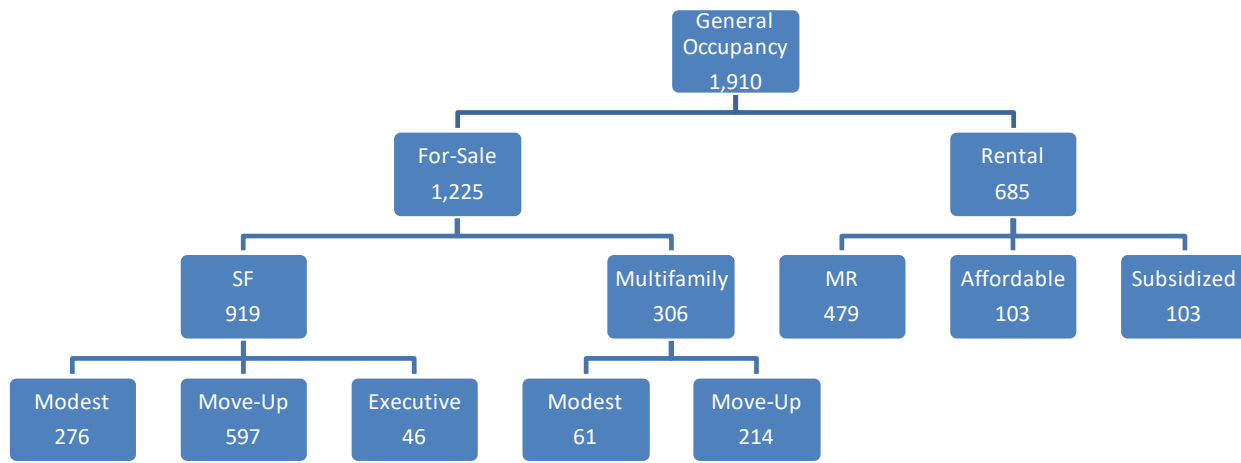 General
Occupancy
1,910
For-Sale
1,225
Rental
685
SF
919
Multifamily
306
MR
479
Affordable
103
Subsidized
103
Modest
276
Move-Up
597
Executive
46
Modest
61
Move-Up
214